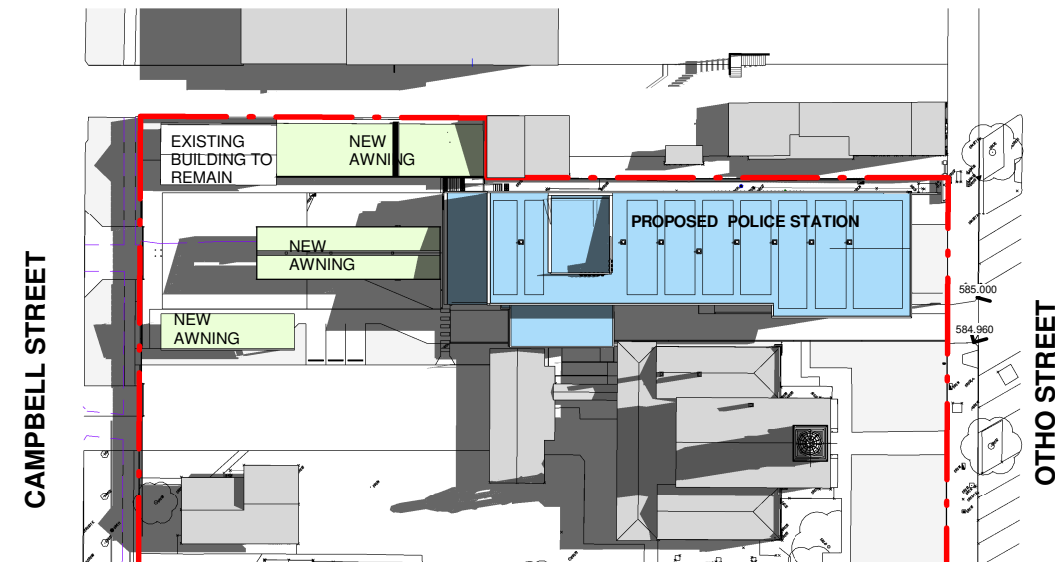 EXISTING
BUILDING TO
REMAIN
NEW
AWNING
PROPOSED POLICE STATION
NEW
AWNING
NEW
AWNING
585.000
584.960
CAMPBELL STREET
OTHO STREET